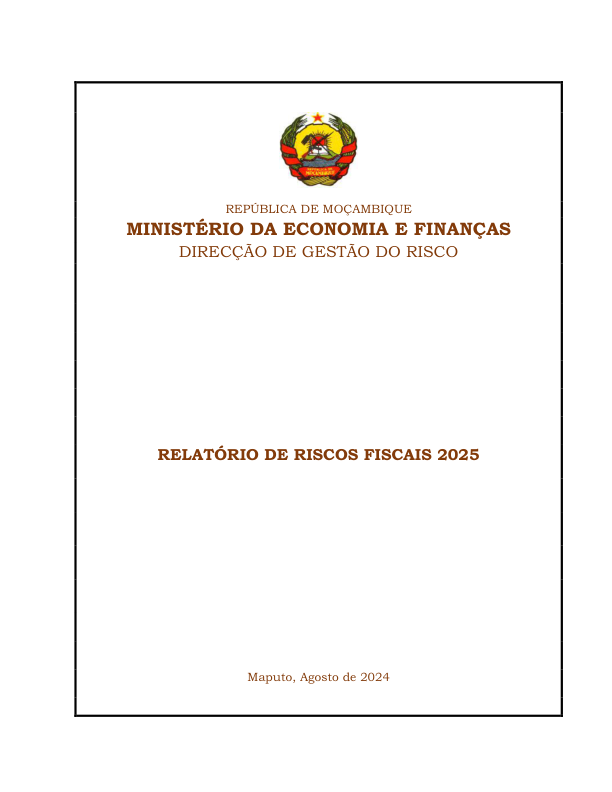 REPÚBLICA DE MOÇAMBIQUE
MINISTÉRIO DA ECONOMIA E FINANÇAS
DIRECÇÃO DE GESTÃO DO RISCO
RELATÓRIO DE RISCOS FISCAIS 2025
Maputo, Agosto de 2024